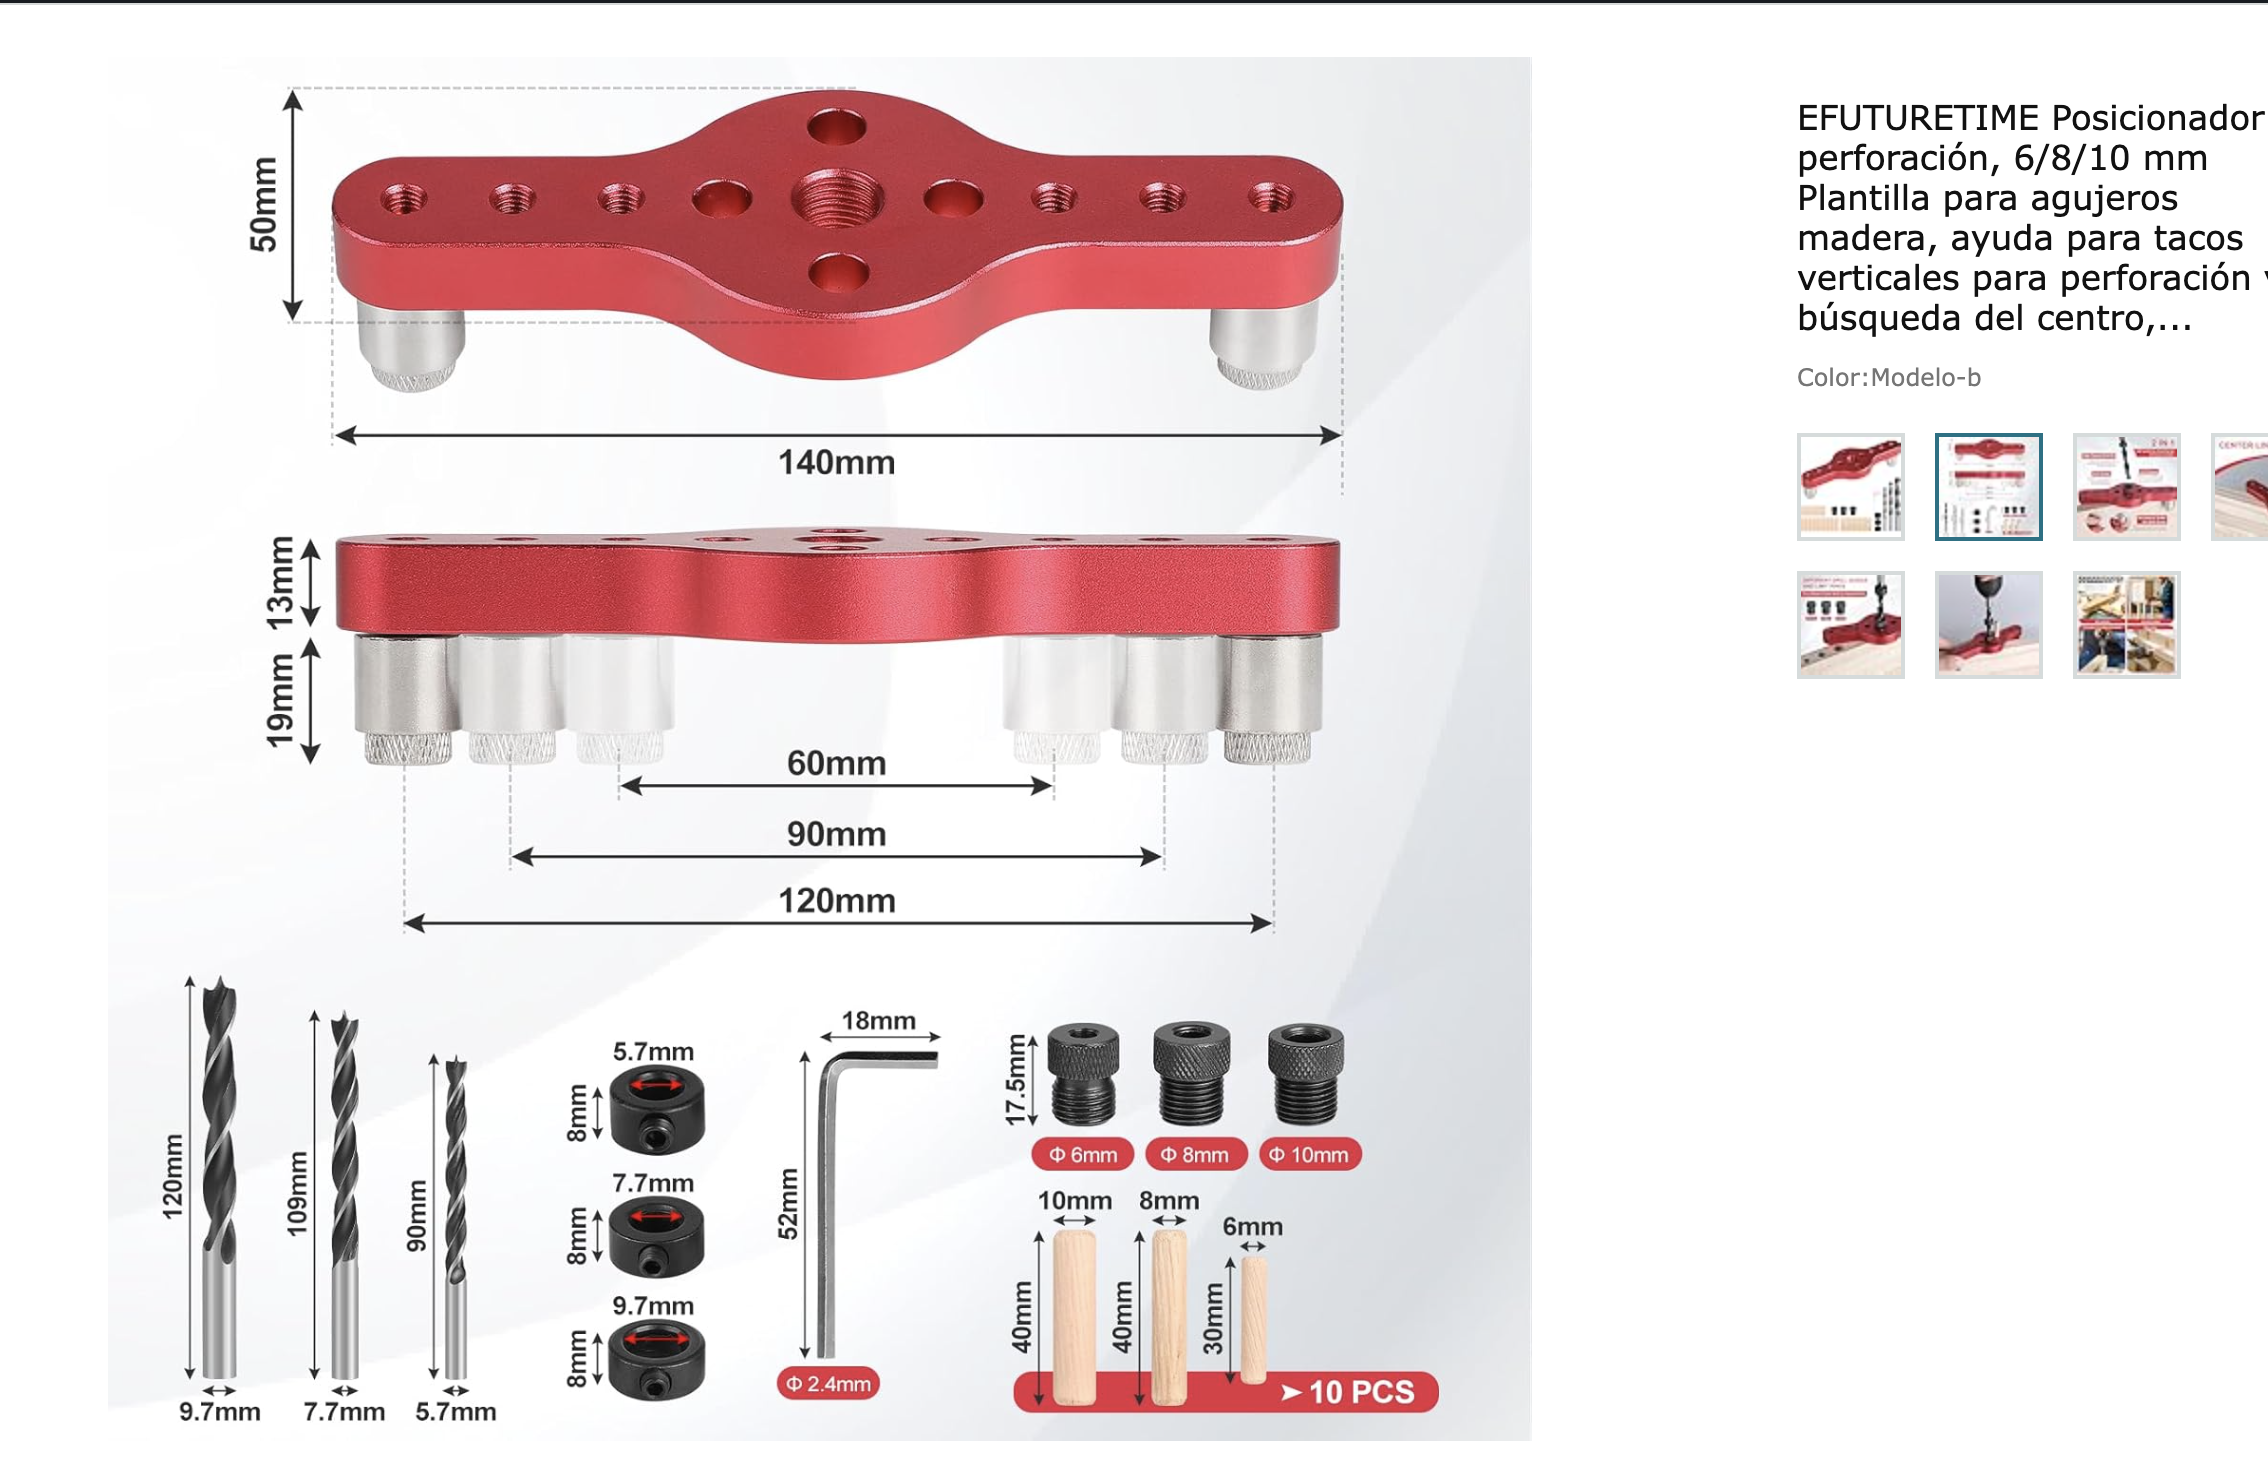 50mm
140mm
13mm
19mm
60mm
90mm
120mm
120mm
9.7mm
109mm
7.7mm
90mm
5.7mm
5.7mm
8mm
7.7mm
8mm
9.7mm
8mm
18mm
52mm
Φ 2.4mm
17.5mm
Φ 6mm
Φ 8mm
Φ 10mm
10mm
8mm
6mm
40mm
40mm
30mm
➤ 10 PCS
EFUTURETIME Posicionador
perforación, 6/8/10 mm
Plantilla para agujeros
madera, ayuda para tacos
verticales para perforación
búsqueda del centro,...
Color:Modelo-b
2 IN 1